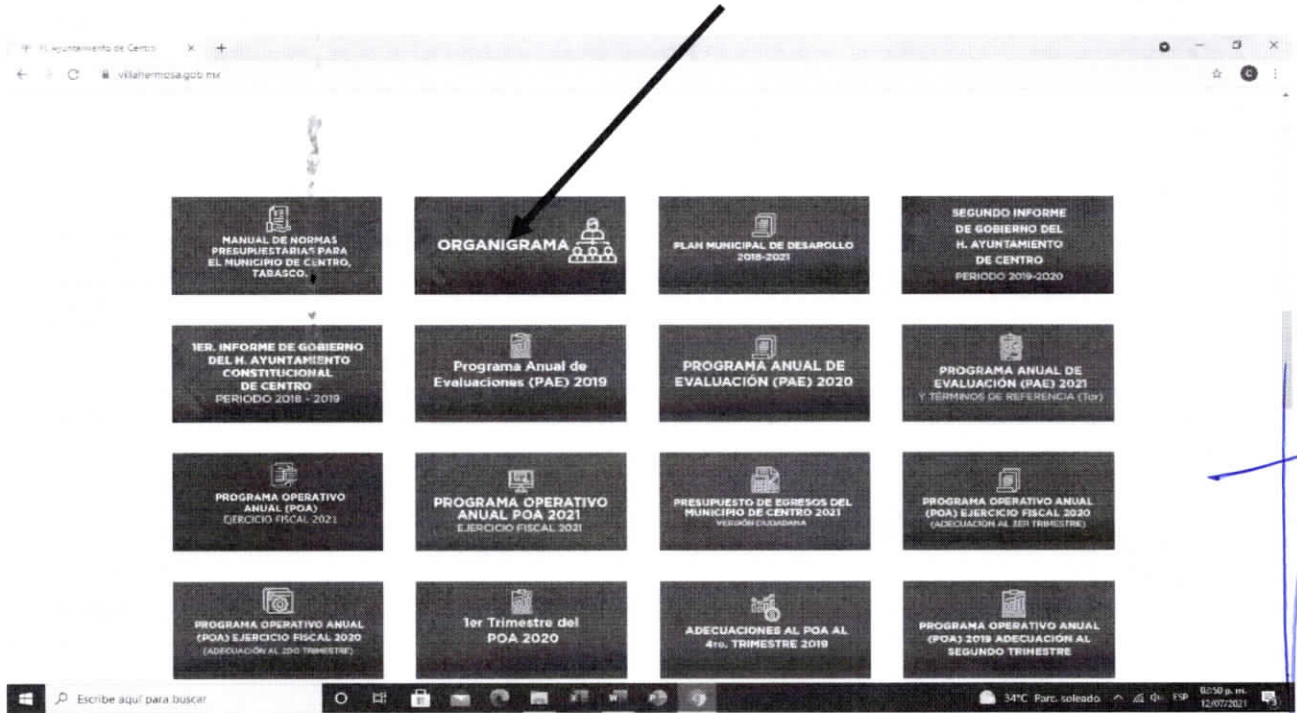 H. Ayuntamiento de Centro
villahermosa.gob.mx
MANUAL DE NORMAS
PRESUPUESTARIAS PARA
EL MUNICIPIO DE CENTRO,
TABASCO.
ORGANIGRAMA
PLAN MUNICIPAL DE DESAROLLO
2018-2021
SEGUNDO INFORME
DE GOBIERNO DEL
H. AYUNTAMIENTO
DE CENTRO
PERIODO 2019-2020
1ER. INFORME DE GOBIERNO
DEL H. AYUNTAMIENTO
CONSTITUCIONAL
DE CENTRO
PERIODO 2018 - 2019
Programa Anual de
Evaluaciones (PAE) 2019
PROGRAMA ANUAL DE
EVALUACIÓN (PAE) 2020
PROGRAMA ANUAL DE
EVALUACIÓN (PAE) 2021
Y TÉRMINOS DE REFERENCIA (Tor)
PROGRAMA OPERATIVO
ANUAL (POA)
EJERCICIO FISCAL 2021
PROGRAMA OPERATIVO
ANUAL POA 2021
EJERCICIO FISCAL 2021
PRESUPUESTO DE EGRESOS DEL
MUNICIPIO DE CENTRO 2021
VERSIÓN CIUDADANA
PROGRAMA OPERATIVO ANUAL
(POA) EJERCICIO FISCAL 2020
(ADECUACIÓN AL 3ER TRIMESTRE)
PROGRAMA OPERATIVO ANUAL
(POA) EJERCICIO FISCAL 2020
(ADECUACIÓN AL 2DO TRIMESTRE)
1er Trimestre del
POA 2020
ADECUACIONES AL POA AL
4to. TRIMESTRE 2019
PROGRAMA OPERATIVO ANUAL
(POA) 2019 ADECUACIÓN AL
SEGUNDO TRIMESTRE
Escribe aquí para buscar
34°C Parc. soleado
ESP
02:50 p. m.
12/07/2021